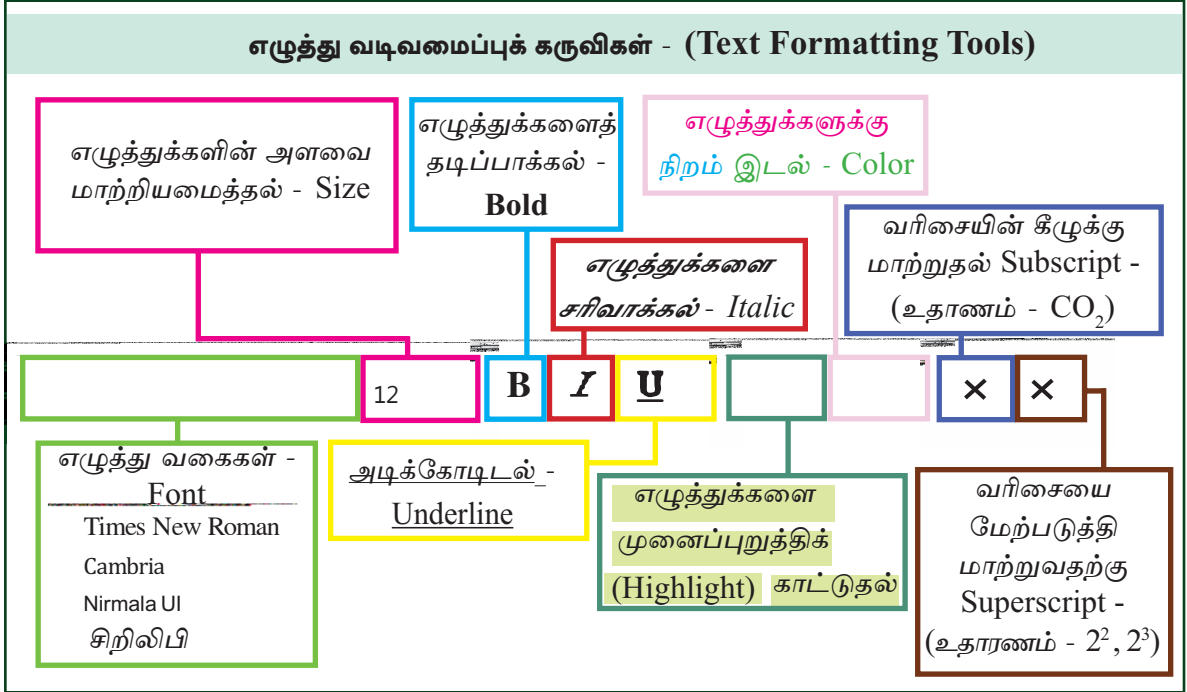 எழுத்து வடிவமைப்புக் கருவிகள் - (Text Formatting Tools)
எழுத்துக்களின் அளவை
மாற்றியமைத்தல் - Size
எழுத்துக்களைத்
தடிப்பாக்கல் -
Bold
எழுத்துக்களுக்கு
நிறம் இடல் - Color
எழுத்துக்களை
சரிவாக்கல் - Italic
வரிசையின் கீழுக்கு
மாற்றுதல் Subscript -
(உதாணம் - CO₂)
12 B I U × ×
எழுத்து வகைகள் -
Font
Times New Roman
Cambria
Nirmala UI
சிறிலிபி
அடிக்கோடிடல் -
Underline
எழுத்துக்களை
முனைப்புறுத்திக்
(Highlight) காட்டுதல்
வரிசையை
மேற்படுத்தி
மாற்றுவதற்கு
Superscript -
(உதாரணம் - 2², 2³)